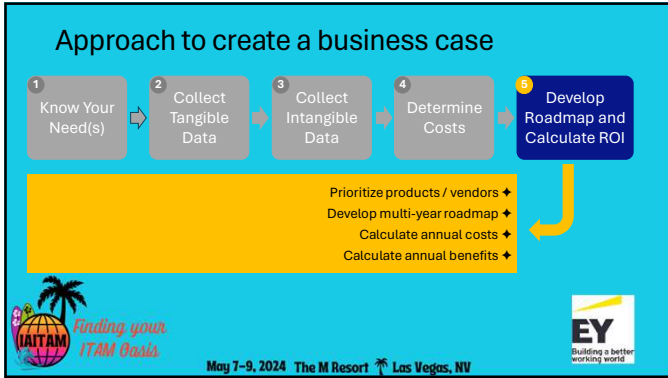 Approach to create a business case
1
Know Your
Need(s)
2
Collect
Tangible
Data
3
Collect
Intangible
Data
4
Determine
Costs
5
Develop
Roadmap and
Calculate ROI
Prioritize products / vendors ✦
Develop multi-year roadmap ✦
Calculate annual costs ✦
Calculate annual benefits ✦
IAITAM
Finding your
ITAM Oasis
May 7-9, 2024 The M Resort Las Vegas, NV
EY
Building a better
working world